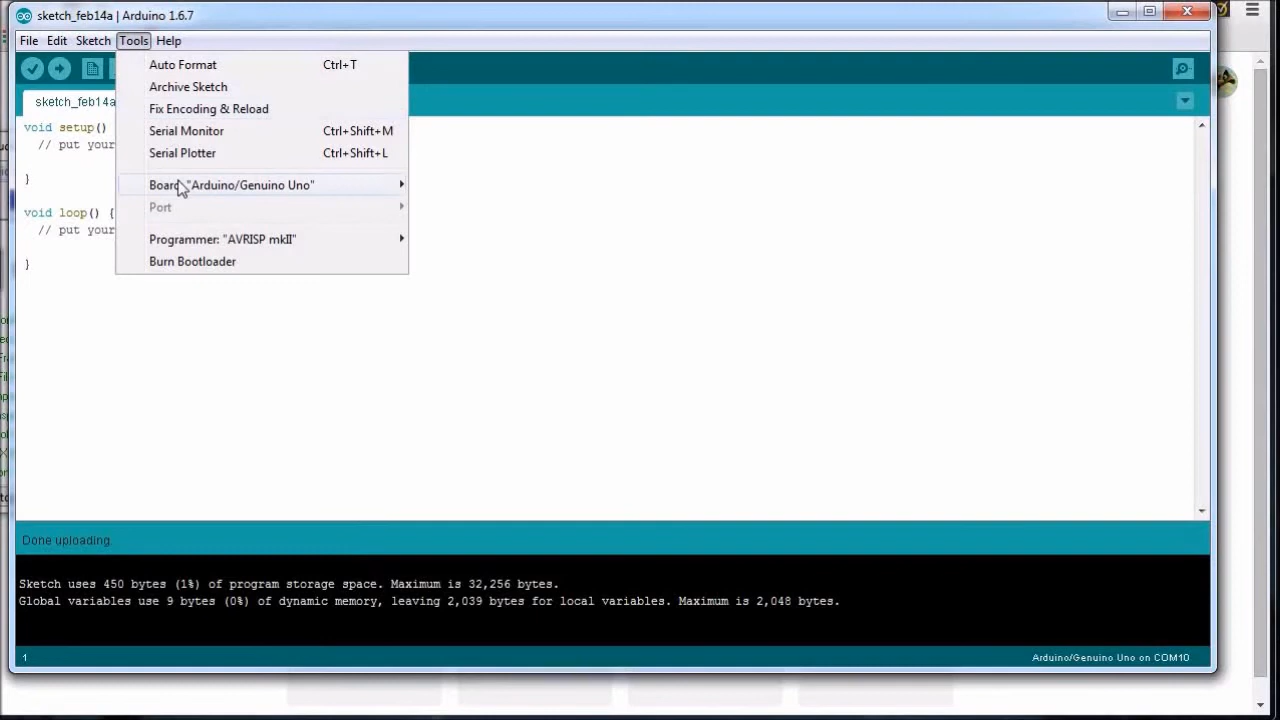 sketch_feb14a | Arduino 1.6.7
File Edit Sketch Tools Help
Auto Format Ctrl+T
Archive Sketch
Fix Encoding & Reload
Serial Monitor Ctrl+Shift+M
Serial Plotter Ctrl+Shift+L
Board: "Arduino/Genuino Uno"
Port
Programmer: "AVRISP mkII"
Burn Bootloader
sketch_feb14a
void setup()
// put your
}
void loop() {
// put your
}
Done uploading.
Sketch uses 450 bytes (1%) of program storage space. Maximum is 32,256 bytes.
Global variables use 9 bytes (0%) of dynamic memory, leaving 2,039 bytes for local variables. Maximum is 2,048 bytes.
1
Arduino/Genuino Uno on COM10